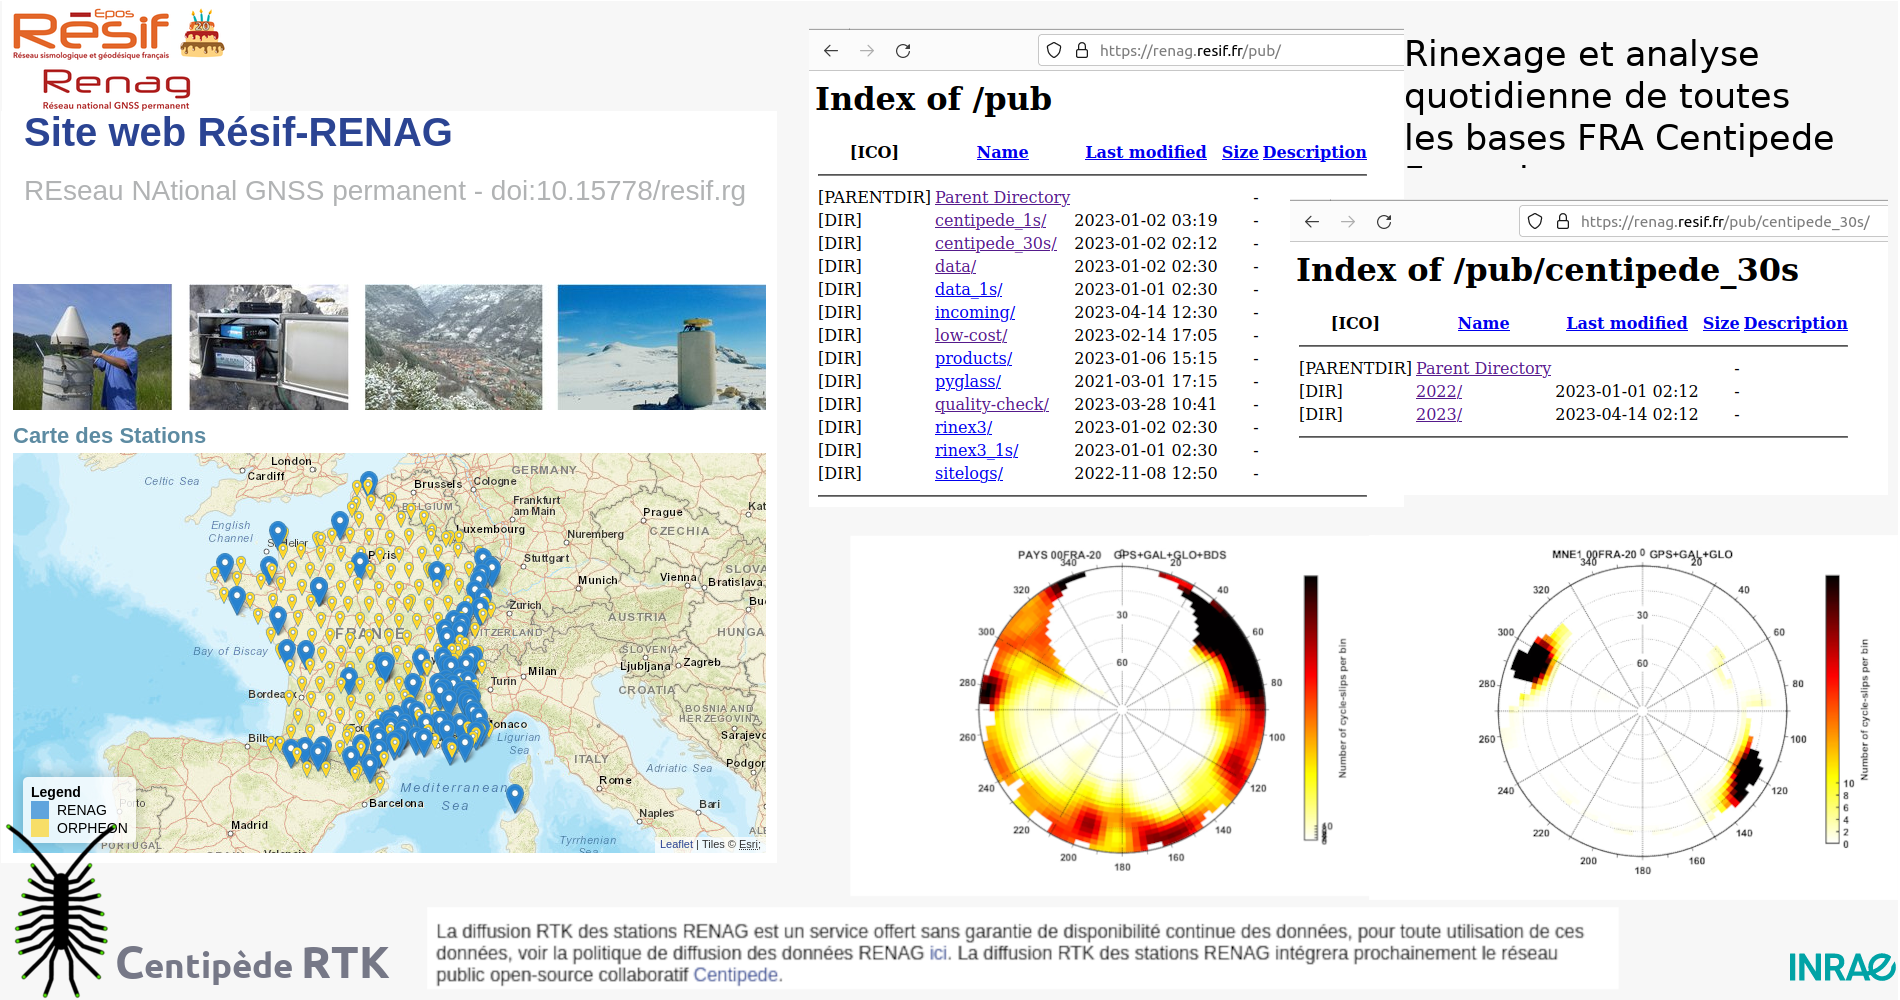 Epos
Résif
20
Réseau sismologique et géodésique français
Renag
Réseau national GNSS permanent
Site web Résif-RENAG
REseau NAtional GNSS permanent - doi:10.15778/resif.rg
Carte des Stations
London
Cardiff
Celtic Sea
GERMANY
Brussels
Cologne
BELGIUM
Frankfurt
am Main
Prague
Kat
English
Channel
Luxembourg
CZECHIA
Nuremberg
Paris
Stuttgart
SLOVA
Munich
Vienna
Bratislava
Zurich
Bu
AUSTRIA
FRANCE
HUNGA
Bay of Biscay
SLOVENIA
Ljubljana
Zagreb
Milan
Turin
CROATIA
BOSNIA AND
HERZEGOVINA
Ligurian
Sea
Sarajevo
ITALY
Adriatic Sea
Podgor
Rome
Mediterranean
Sea
Barcelona
Bari
Naples
Madrid
PORTUGAL
Tyrrhenian
Sea
Legend
RENAG
ORPHEON
Leaflet | Tiles © Esri;
https://renag.resif.fr/pub/
Index of /pub
[ICO] Name Last modified Size Description
[PARENTDIR] Parent Directory -
[DIR] centipede_1s/ 2023-01-02 03:19 -
[DIR] centipede_30s/ 2023-01-02 02:12 -
[DIR] data/ 2023-01-02 02:30 -
[DIR] data_1s/ 2023-01-01 02:30 -
[DIR] incoming/ 2023-04-14 12:30 -
[DIR] low-cost/ 2023-02-14 17:05 -
[DIR] products/ 2023-01-06 15:15 -
[DIR] pyglass/ 2021-03-01 17:15 -
[DIR] quality-check/ 2023-03-28 10:41 -
[DIR] rinex3/ 2023-01-02 02:30 -
[DIR] rinex3_1s/ 2023-01-01 02:30 -
[DIR] sitelogs/ 2022-11-08 12:50 -
Rinexage et analyse
quotidienne de toutes
les bases FRA Centipede
https://renag.resif.fr/pub/centipede_30s/
Index of /pub/centipede_30s
[ICO] Name Last modified Size Description
[PARENTDIR] Parent Directory -
[DIR] 2022/ 2023-01-01 02:12 -
[DIR] 2023/ 2023-04-14 02:12 -
PAYS 00FRA-20 GPS+GAL+GLO+BDS
0
340
20
320
40
30
300
60
60
280
80
260
100
240
120
220
140
200
160
180
10
0
Number of cycle-slips per bin
MNE1 00FRA-20 GPS+GAL+GLO
0
340
20
320
40
30
300
60
60
280
80
260
100
240
120
220
140
200
160
180
10
8
6
4
2
0
Number of cycle-slips per bin
La diffusion RTK des stations RENAG est un service offert sans garantie de disponibilité continue des données, pour toute utilisation de ces
données, voir la politique de diffusion des données RENAG ici. La diffusion RTK des stations RENAG intégrera prochainement le réseau
public open-source collaboratif Centipede.
Centipède RTK
INRAE